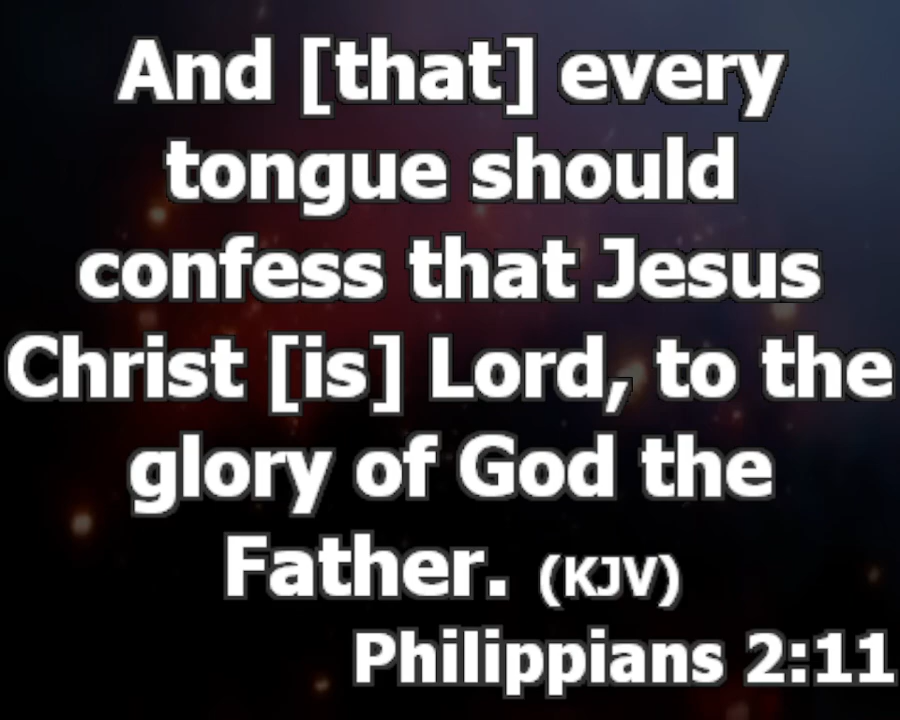 And [that] every
tongue should
confess that Jesus
Christ [is] Lord, to the
glory of God the
Father. (KJV)
Philippians 2:11